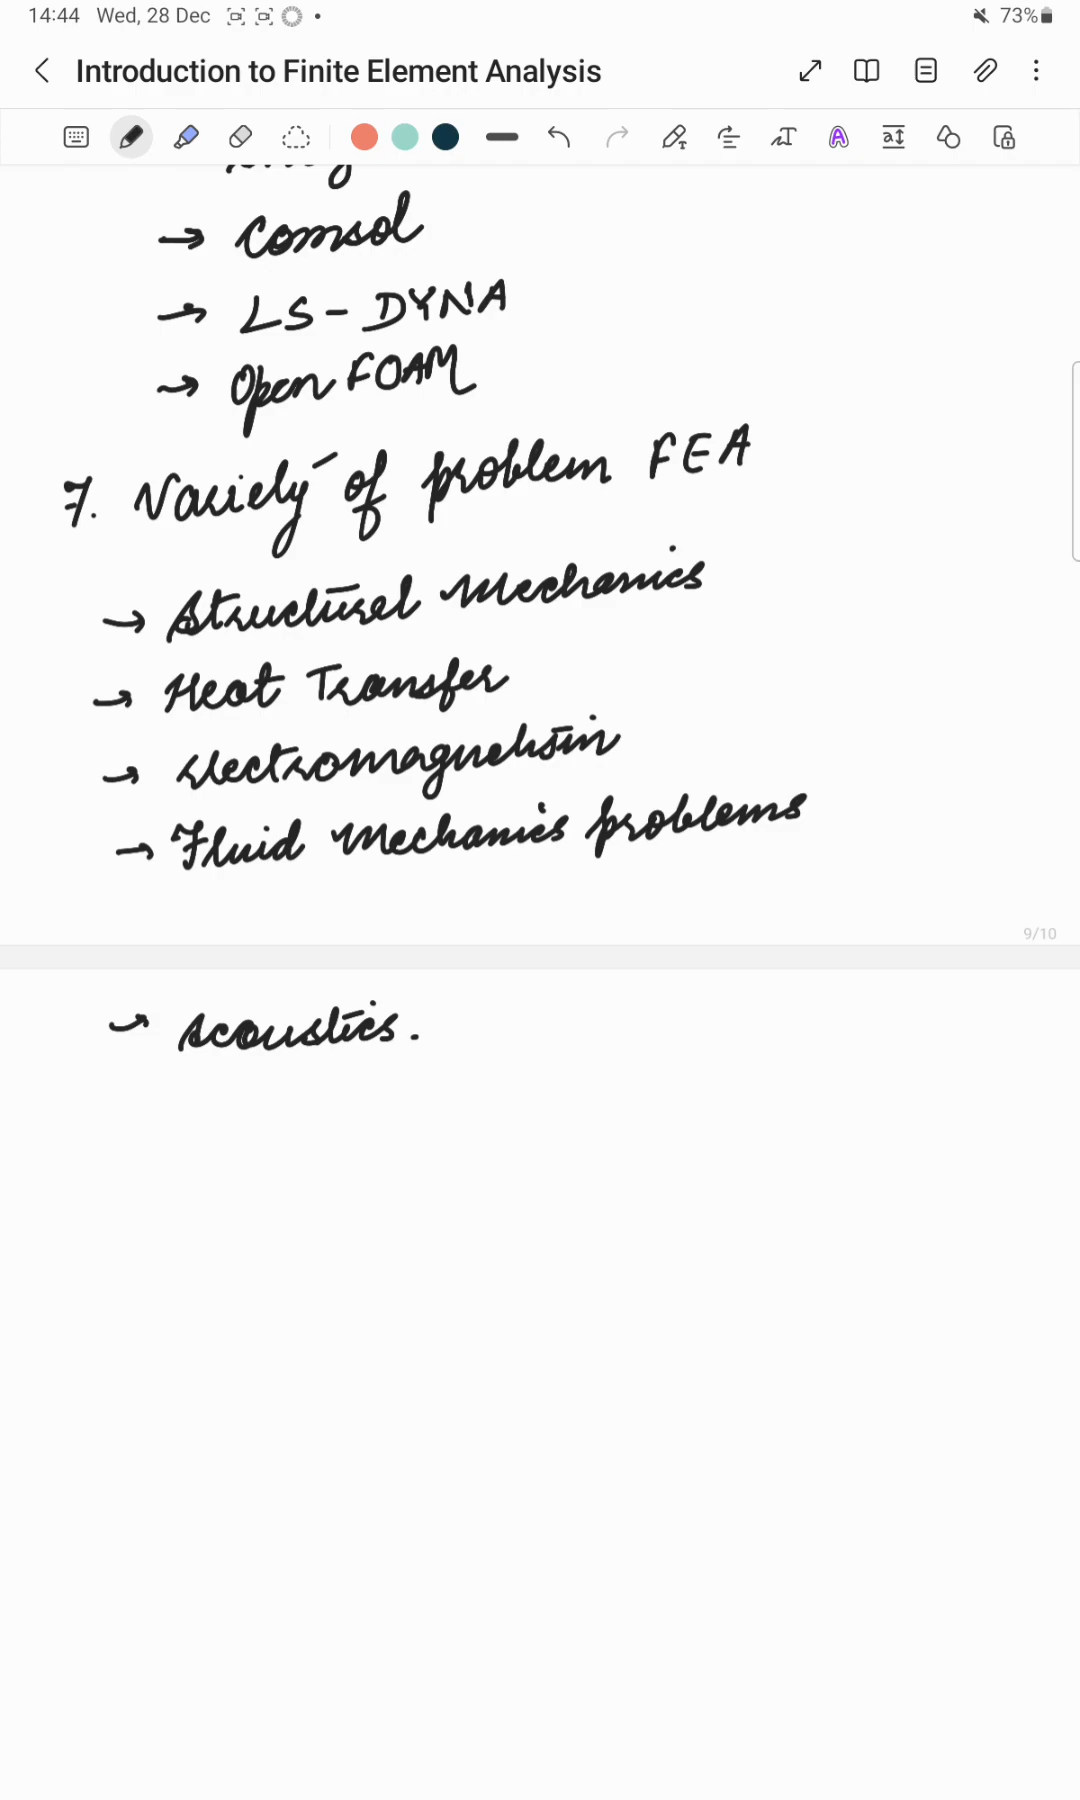 14:44 Wed, 28 Dec
73%
Introduction to Finite Element Analysis
→ Comsol
→ LS-DYNA
→ Open FOAM
7. Variety of problem FEA
→ Structural Mechanics
→ Heat Transfer
→ Electromagnetism
→ Fluid Mechanics problems
9/10
→ Acoustics.